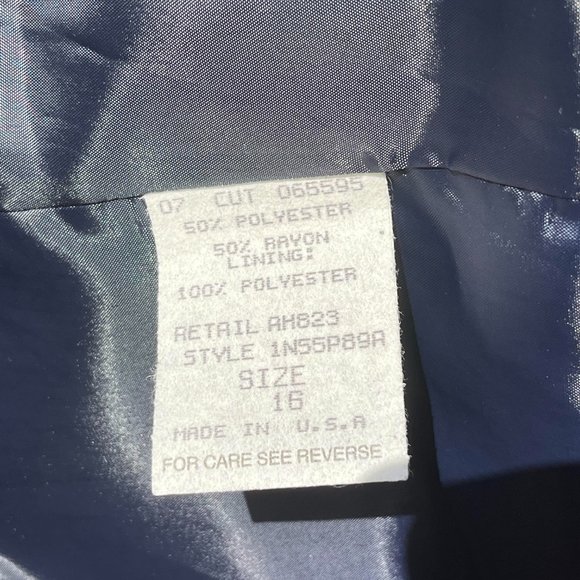 07 CUT 065595
50% POLYESTER
50% RAYON
LINING:
100% POLYESTER
RETAIL AH823
STYLE 1N55P89A
SIZE
16
MADE IN U.S.A
FOR CARE SEE REVERSE